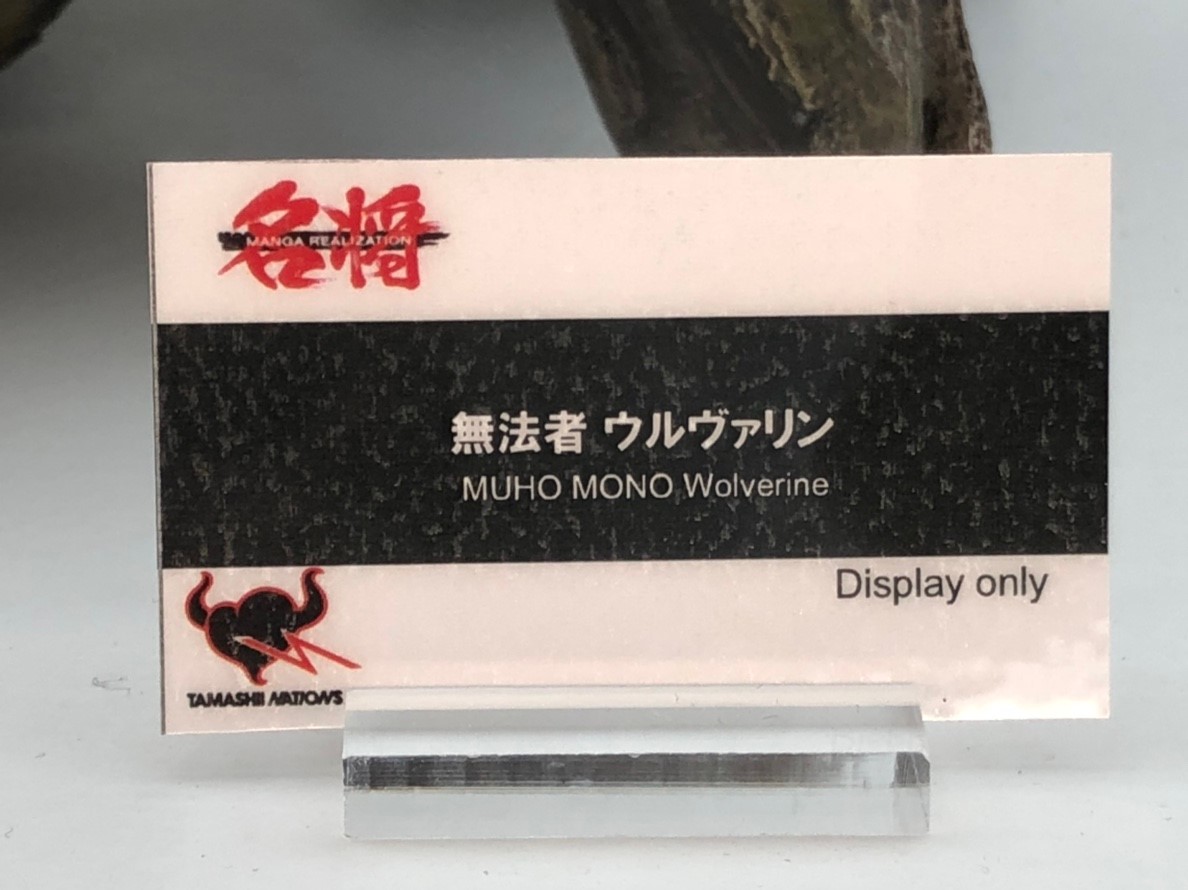 名将
MANGA REALIZATION
無法者 ウルヴァリン
MUHO MONO Wolverine
Display only
TAMASHII NATIONS